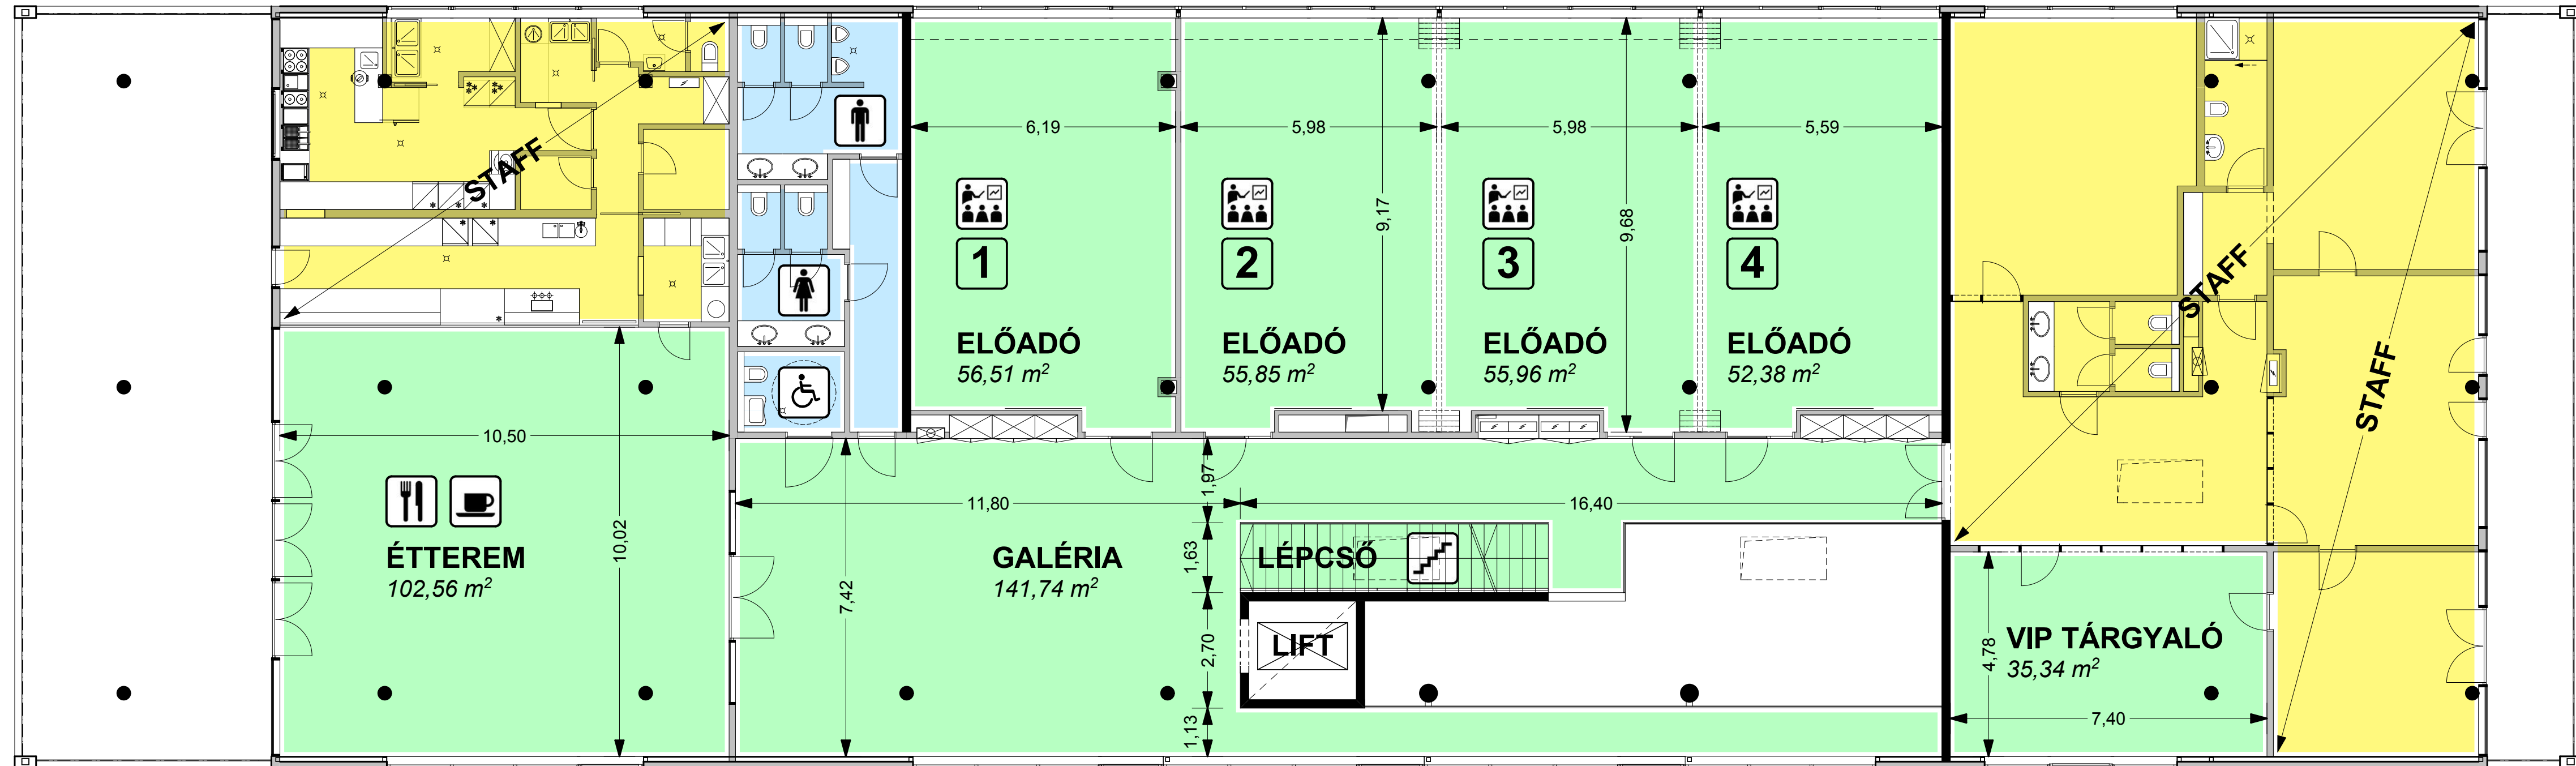 STAFF
6,19
5,98
5,98
5,59
9,17
9,68
1
2
3
4
STAFF
STAFF
ELŐADÓ
56,51 m²
ELŐADÓ
55,85 m²
ELŐADÓ
55,96 m²
ELŐADÓ
52,38 m²
10,50
10,02
ÉTTEREM
102,56 m²
11,80
16,40
1,97
1,63
2,70
1,13
7,42
GALÉRIA
141,74 m²
LÉPCSŐ
LIFT
VIP TÁRGYALÓ
35,34 m²
4,78
7,40